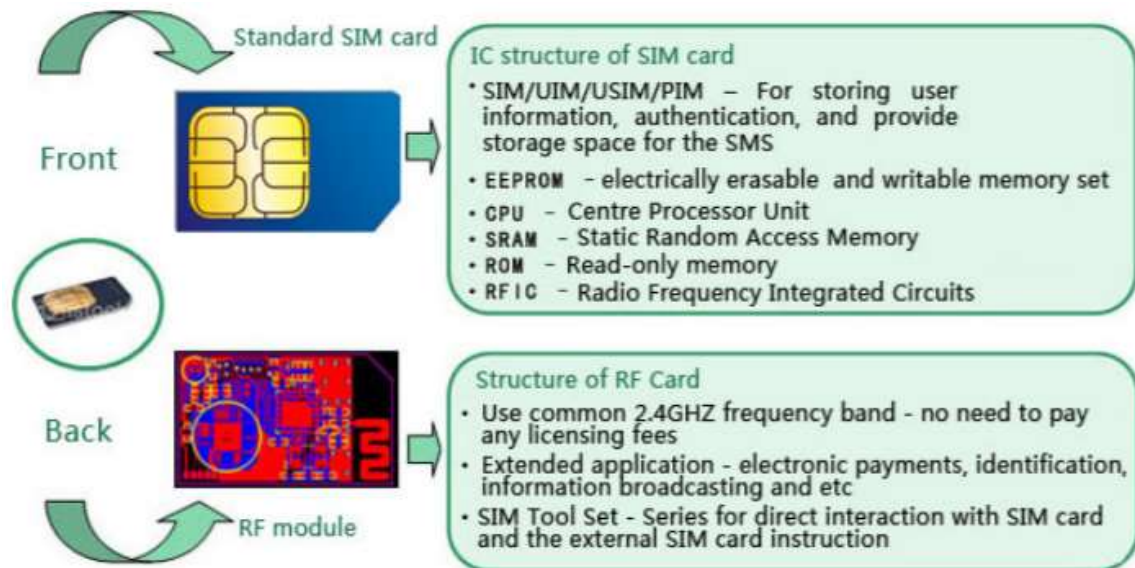 Standard SIM card
Front
IC structure of SIM card
• SIM/UIM/USIM/PIM – For storing user
information, authentication, and provide
storage space for the SMS
• EEPROM – electrically erasable and writable memory set
• CPU – Centre Processor Unit
• SRAM – Static Random Access Memory
• ROM – Read-only memory
• RFIC – Radio Frequency Integrated Circuits
Back
RF module
Structure of RF Card
• Use common 2.4GHZ frequency band - no need to pay
any licensing fees
• Extended application - electronic payments, identification,
information broadcasting and etc
• SIM Tool Set - Series for direct interaction with SIM card
and the external SIM card instruction